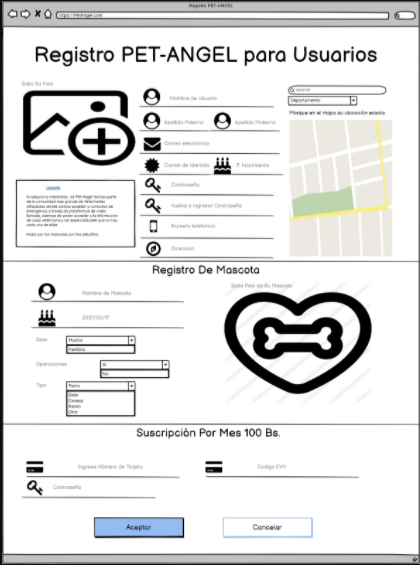 Registro PET-ANGEL
https://PetAngel.com
Registro PET-ANGEL para Usuarios
Suba Su Foto
Nombre de Usuario
Apellido Paterno
Apellido Materno
Correo electronico
Carnet de Identida
F. Nacimiento
Contraseña
Vuelva a ingresar Contraseña
Numero telefonico
Direccion
search
Departamento
Marque en el mapa su ubicación exacta
Usuario
Registro De Mascota
Nombre de Mascota
2021/03/17
Sexo
Macho
Hembra
Operaciones
Si
No
Tipo
Perro
Gato
Conejo
Raton
Otro
Suba Foto de Su Mascota
Suscripción Por Mes 100 Bs.
Ingrese Número de Tarjeta
Codigo CVV
Contraseña
Aceptar
Cancelar